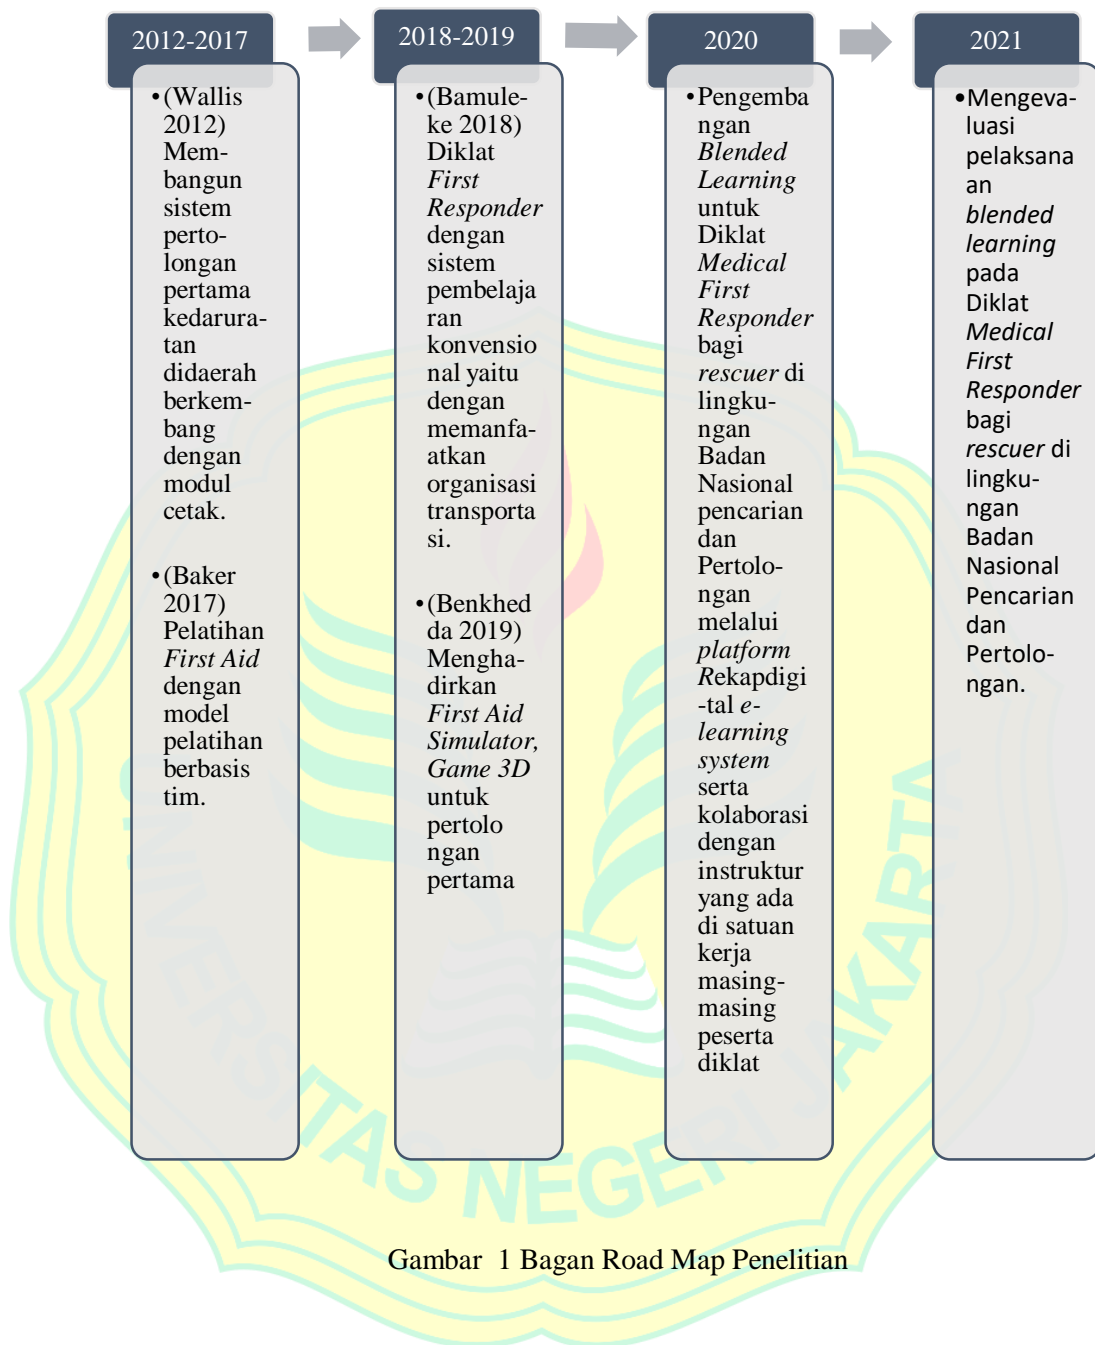 2012-2017
•(Wallis
2012)
Mem-
bangun
sistem
perto-
longan
pertama
kedarura-
tan
didaerah
berkem-
bang
dengan
modul
cetak.
•(Baker
2017)
Pelatihan
First Aid
dengan
model
pelatihan
berbasis
tim.
2018-2019
•(Bamule-
ke 2018)
Diklat
First
Responder
dengan
sistem
pembelaja
ran
konvensio
nal yaitu
dengan
memanfa-
atkan
organisasi
transporta
si.
•(Benkhed
da 2019)
Mengha-
dirkan
First Aid
Simulator,
Game 3D
untuk
pertolo
ngan
pertama
2020
•Pengemba
ngan
Blended
Learning
untuk
Diklat
Medical
First
Responder
bagi
rescuer di
lingku-
ngan
Badan
Nasional
pencarian
dan
Pertolo-
ngan
melalui
platform
Rekapdigi
-tal e-
learning
system
serta
kolaborasi
dengan
instruktur
yang ada
di satuan
kerja
masing-
masing
peserta
diklat
2021
•Mengeva-
luasi
pelaksana
an
blended
learning
pada
Diklat
Medical
First
Responder
bagi
rescuer di
lingku-
ngan
Badan
Nasional
Pencarian
dan
Pertolo-
ngan.
UNIVERSITAS NEGERI JAKARTA
Gambar 1 Bagan Road Map Penelitian